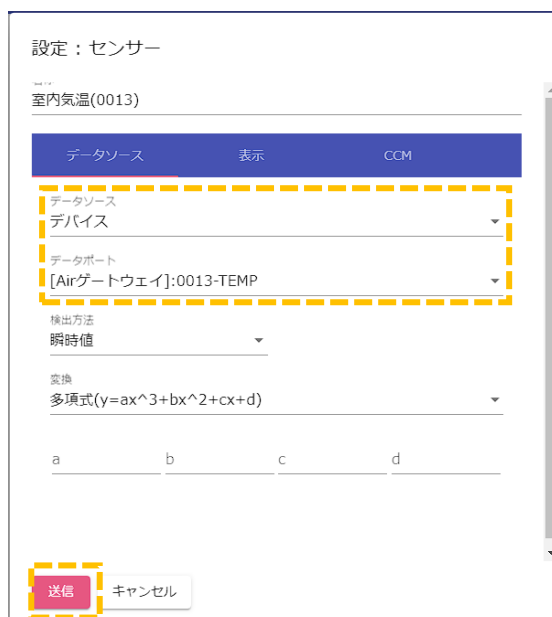 設定：センサー
室内気温(0013)
データソース 表示 CCM
データソース
デバイス
データポート
[Airゲートウェイ]:0013-TEMP
検出方法
瞬時値
変換
多項式(y=ax^3+bx^2+cx+d)
a b c d
送信 キャンセル